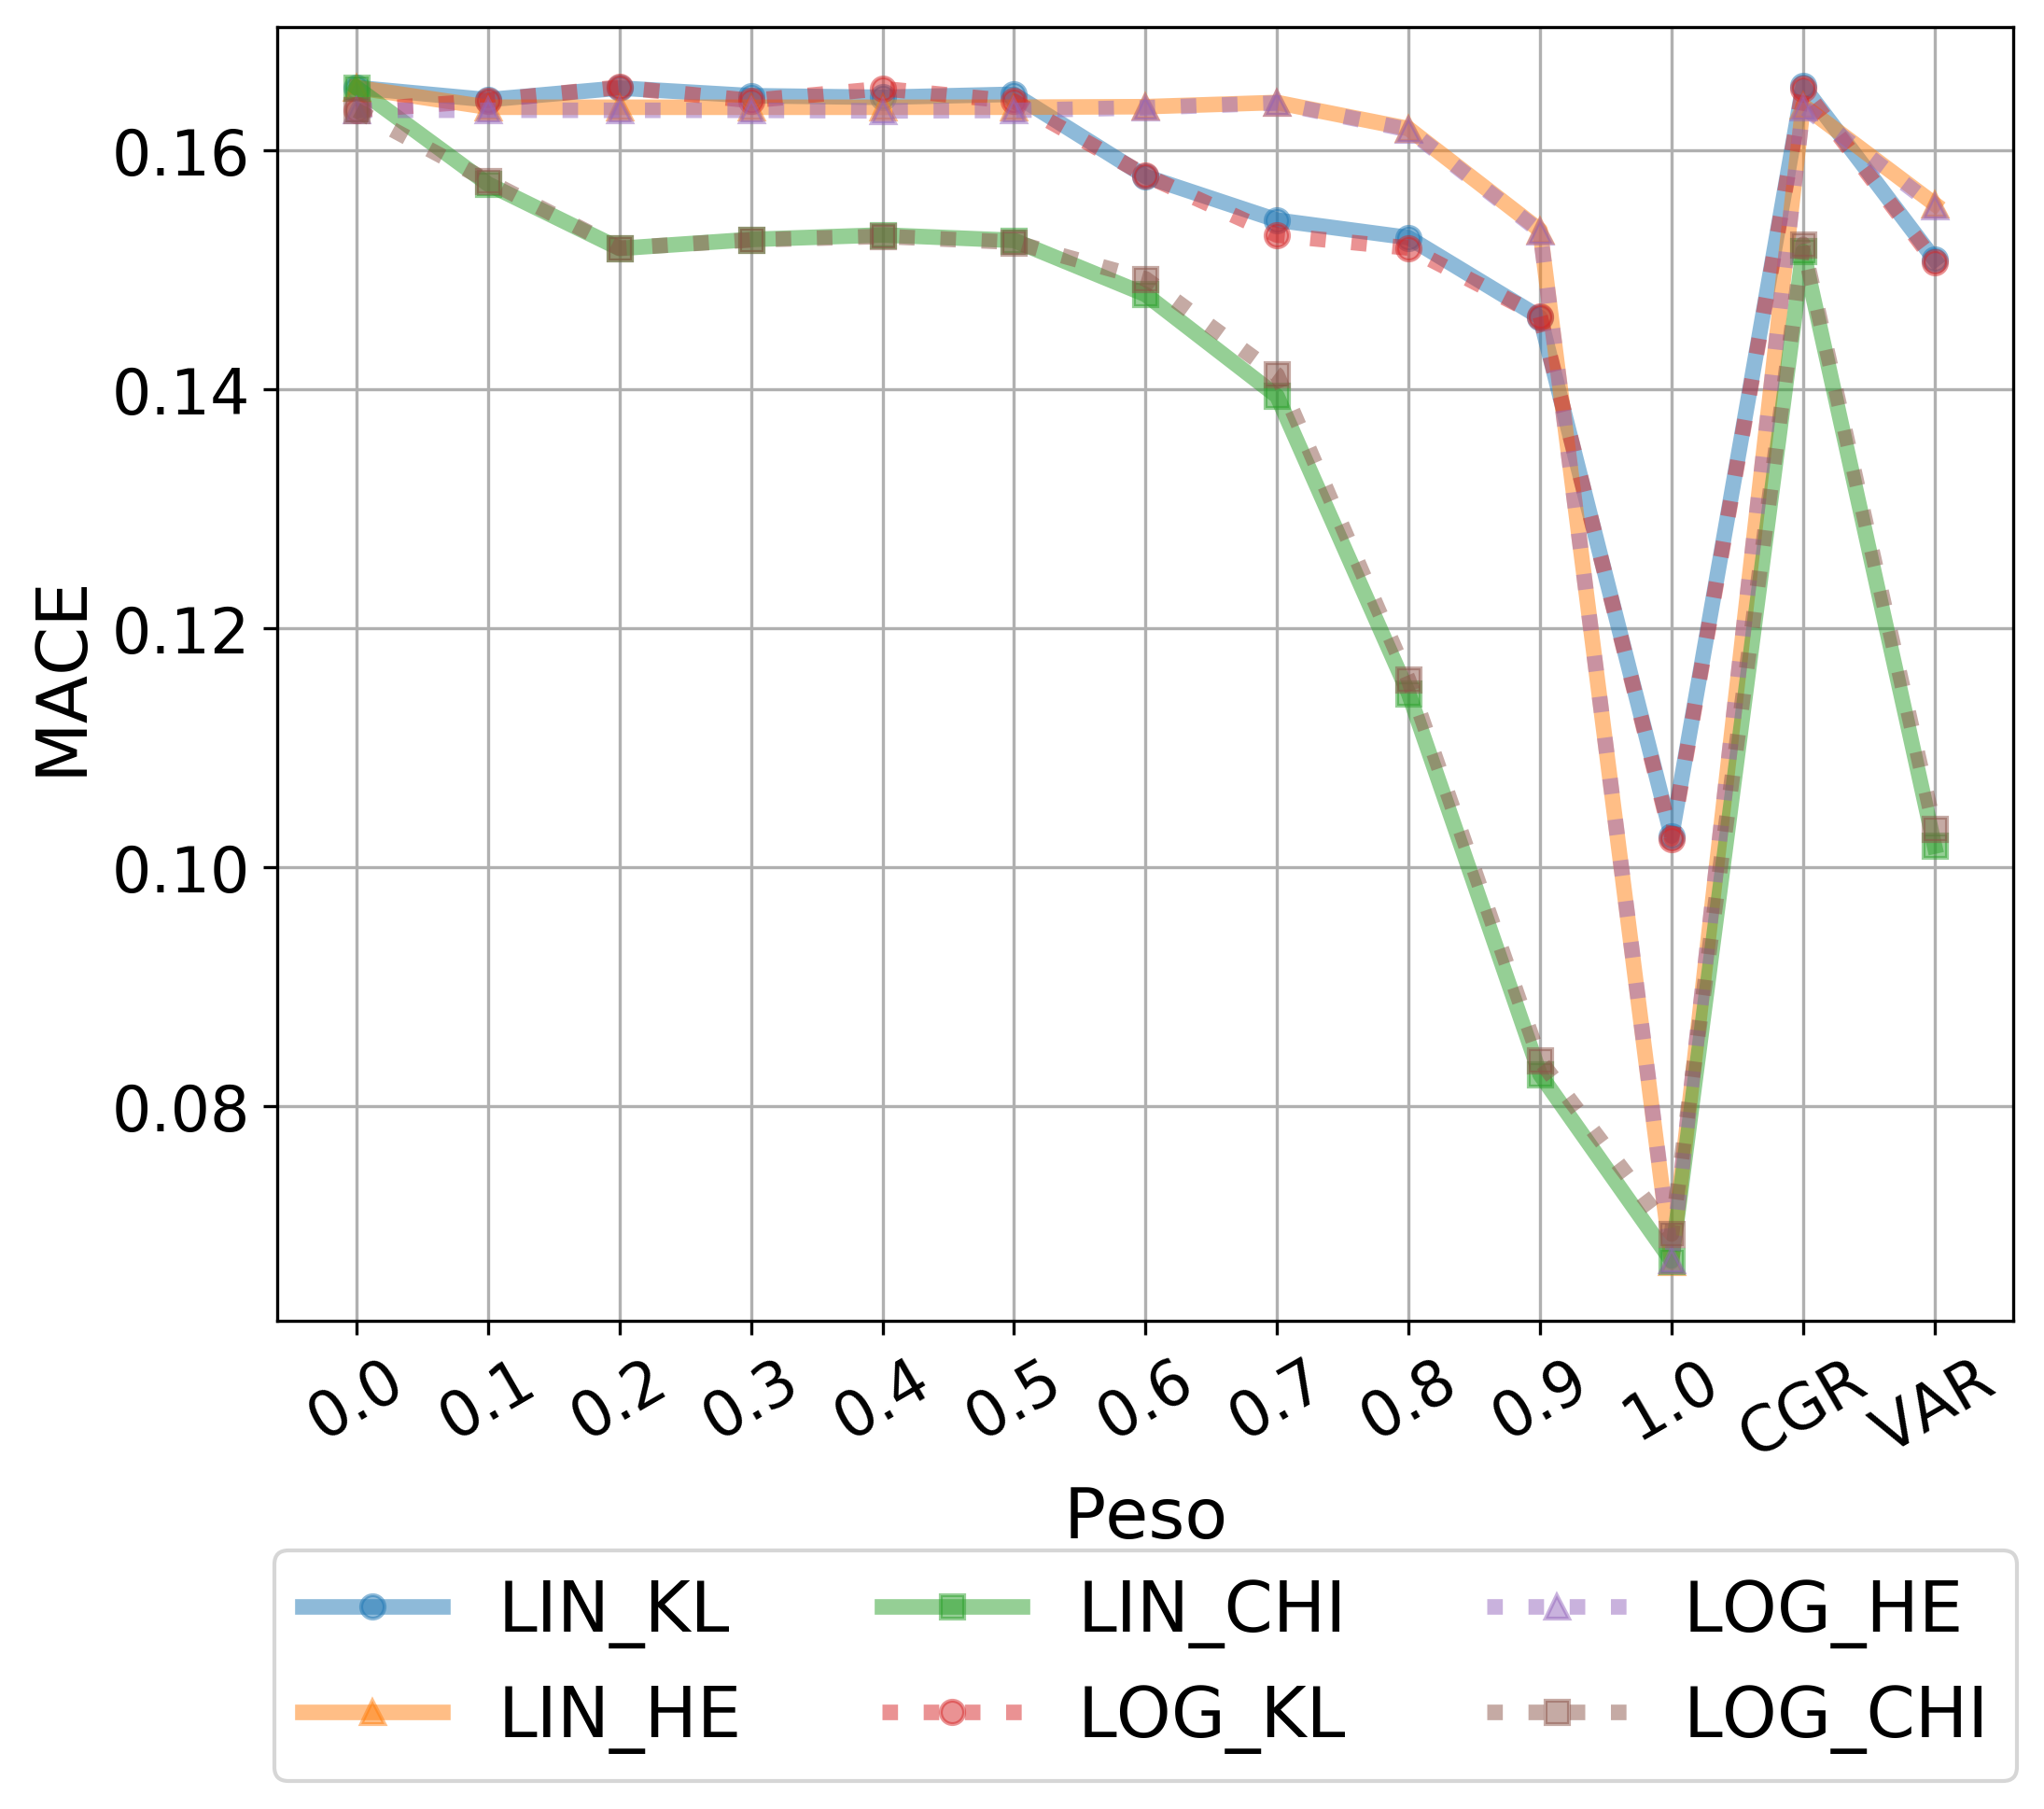 MACE
0.16
0.14
0.12
0.10
0.08
0.0 0.1 0.2 0.3 0.4 0.5 0.6 0.7 0.8 0.9 1.0 CGR VAR
Peso
LIN_KL LIN_CHI LOG_HE
LIN_HE LOG_KL LOG_CHI